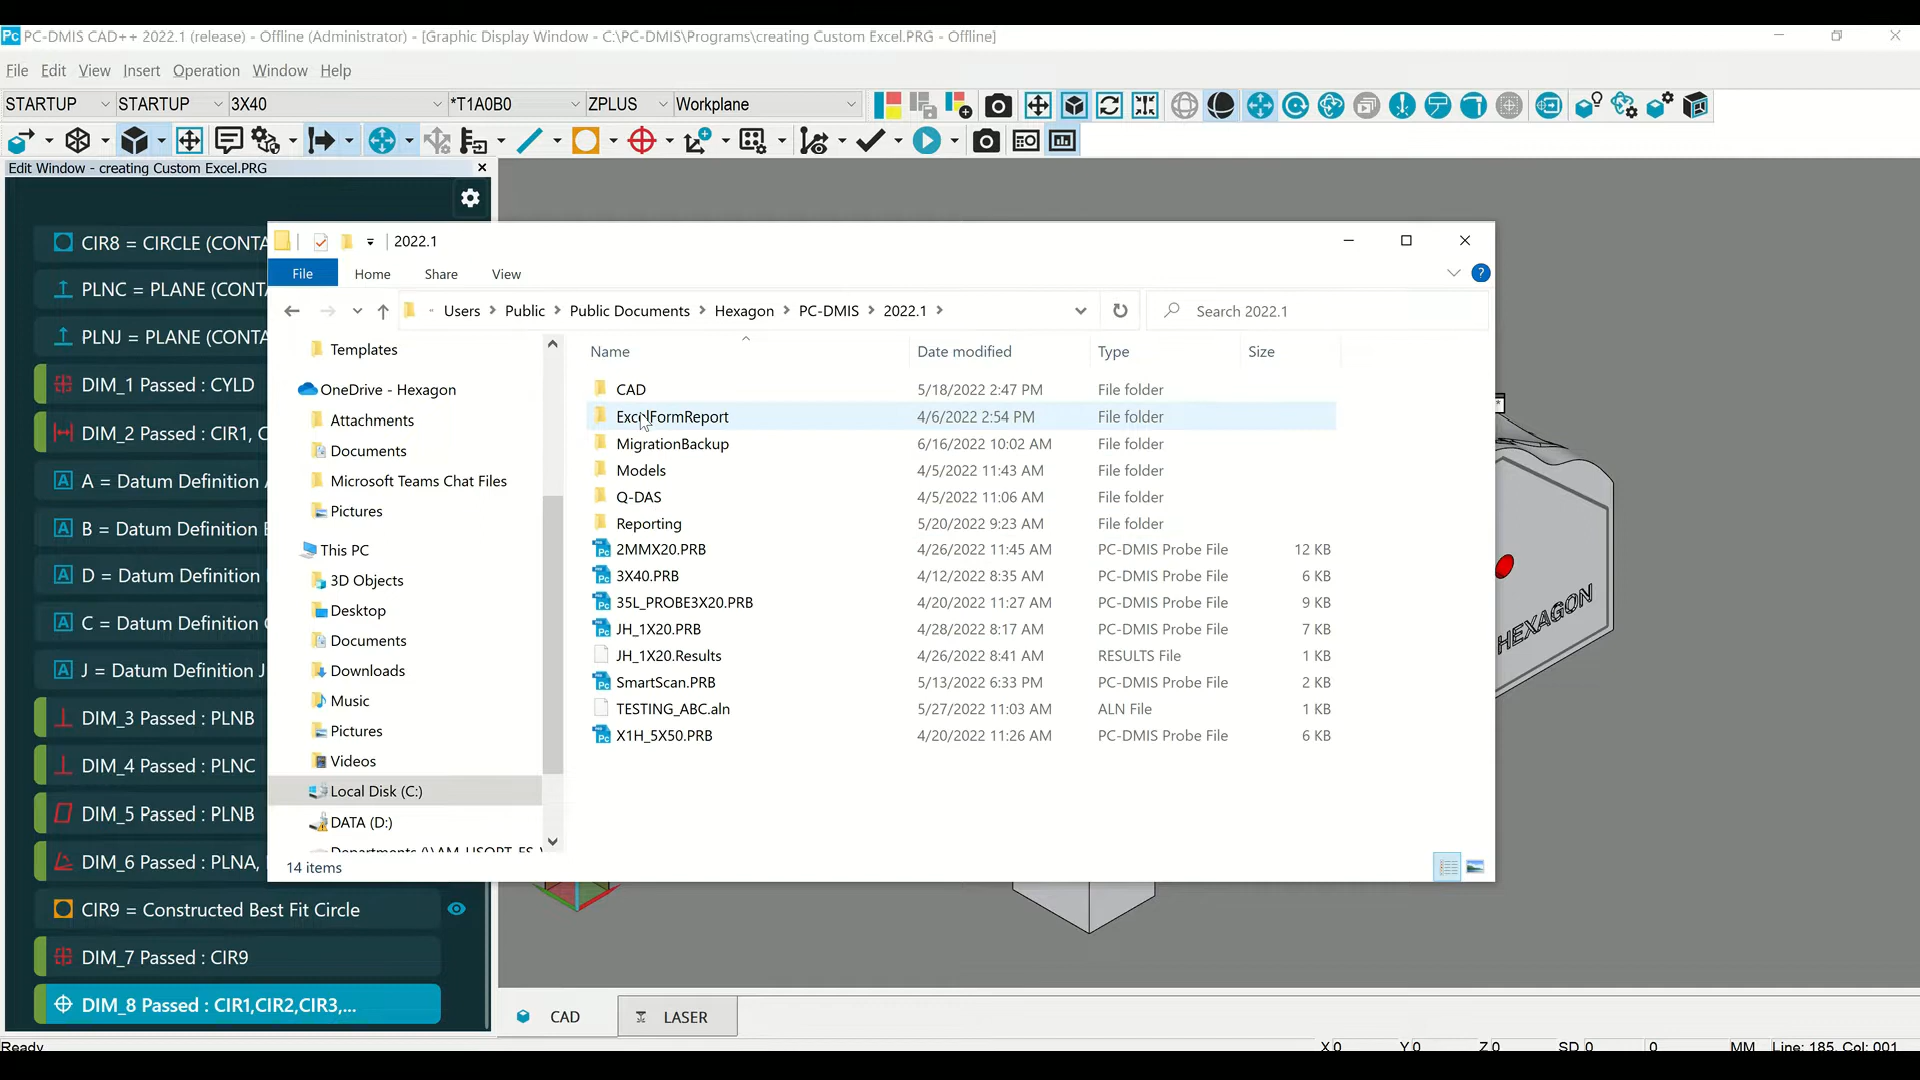 PC-DMIS CAD++ 2022.1 (release) - Offline (Administrator) - [Graphic Display Window - C:\PC-DMIS\Programs\creating Custom Excel.PRG - Offline]
File Edit View Insert Operation Window Help
STARTUP STARTUP 3X40 *T1A0B0 ZPLUS Workplane
Edit Window - creating Custom Excel.PRG
CIR8 = CIRCLE (CONTA
PLNC = PLANE (CONTA
PLNJ = PLANE (CONTA
DIM_1 Passed : CYLD
DIM_2 Passed : CIR1, C
A = Datum Definition A
B = Datum Definition B
D = Datum Definition
C = Datum Definition C
J = Datum Definition J
DIM_3 Passed : PLNB
DIM_4 Passed : PLNC
DIM_5 Passed : PLNB
DIM_6 Passed : PLNA,
CIR9 = Constructed Best Fit Circle
DIM_7 Passed : CIR9
DIM_8 Passed : CIR1,CIR2,CIR3,...
2022.1
File Home Share View
Users > Public > Public Documents > Hexagon > PC-DMIS > 2022.1 >
Search 2022.1
Templates
OneDrive - Hexagon
Attachments
Documents
Microsoft Teams Chat Files
Pictures
This PC
3D Objects
Desktop
Documents
Downloads
Music
Pictures
Videos
Local Disk (C:)
DATA (D:)
Name Date modified Type Size
CAD 5/18/2022 2:47 PM File folder
ExcelFormReport 4/6/2022 2:54 PM File folder
MigrationBackup 6/16/2022 10:02 AM File folder
Models 4/5/2022 11:43 AM File folder
Q-DAS 4/5/2022 11:06 AM File folder
Reporting 5/20/2022 9:23 AM File folder
2MMX20.PRB 4/26/2022 11:45 AM PC-DMIS Probe File 12 KB
3X40.PRB 4/12/2022 8:35 AM PC-DMIS Probe File 6 KB
35L_PROBE3X20.PRB 4/20/2022 11:27 AM PC-DMIS Probe File 9 KB
JH_1X20.PRB 4/28/2022 8:17 AM PC-DMIS Probe File 7 KB
JH_1X20.Results 4/26/2022 8:41 AM RESULTS File 1 KB
SmartScan.PRB 5/13/2022 6:33 PM PC-DMIS Probe File 2 KB
TESTING_ABC.aln 5/27/2022 11:03 AM ALN File 1 KB
X1H_5X50.PRB 4/20/2022 11:26 AM PC-DMIS Probe File 6 KB
14 items
HEXAGON
CAD LASER
Ready X 0 Y 0 Z 0 SD 0 0 MM Line: 185, Col: 001